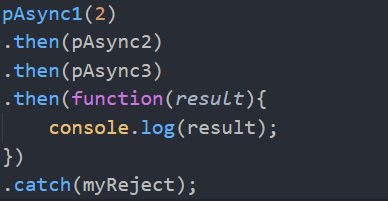 pAsync1(2)
.then(pAsync2)
.then(pAsync3)
.then(function(result){
    console.log(result);
})
.catch(myReject);